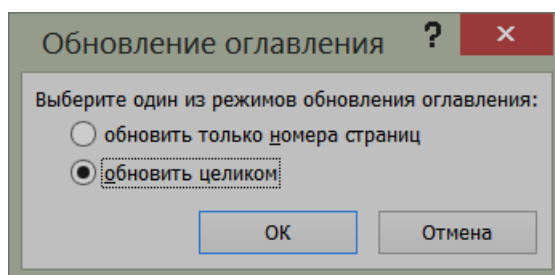 Обновление оглавления ? ×
Выберите один из режимов обновления оглавления:
обновить только номера страниц
обновить целиком
ОК Отмена